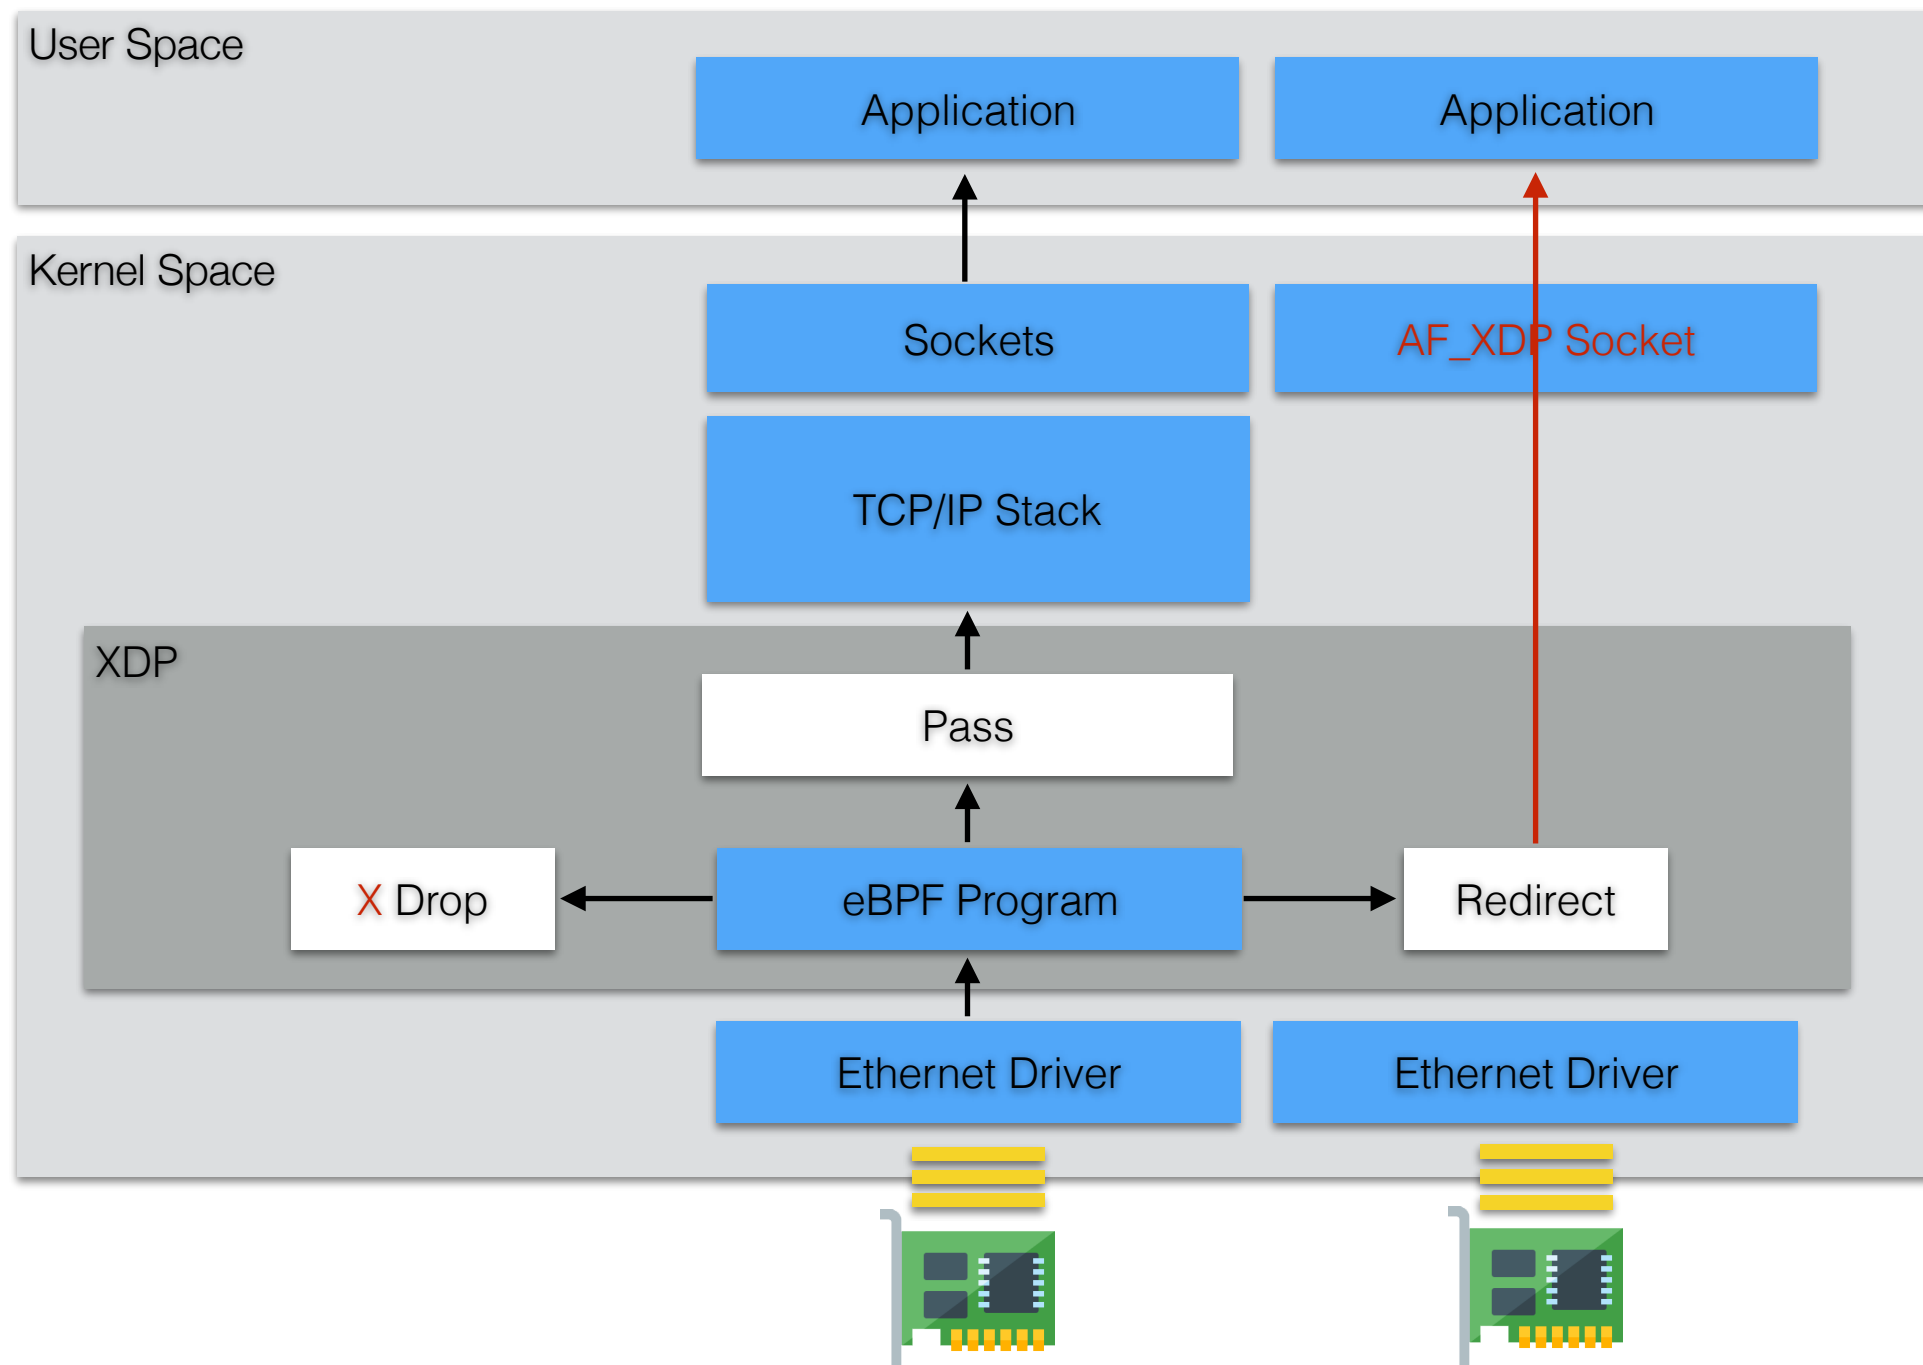 User Space
Application
Application
Kernel Space
Sockets
AF_XDP Socket
TCP/IP Stack
XDP
Pass
X Drop
eBPF Program
Redirect
Ethernet Driver
Ethernet Driver